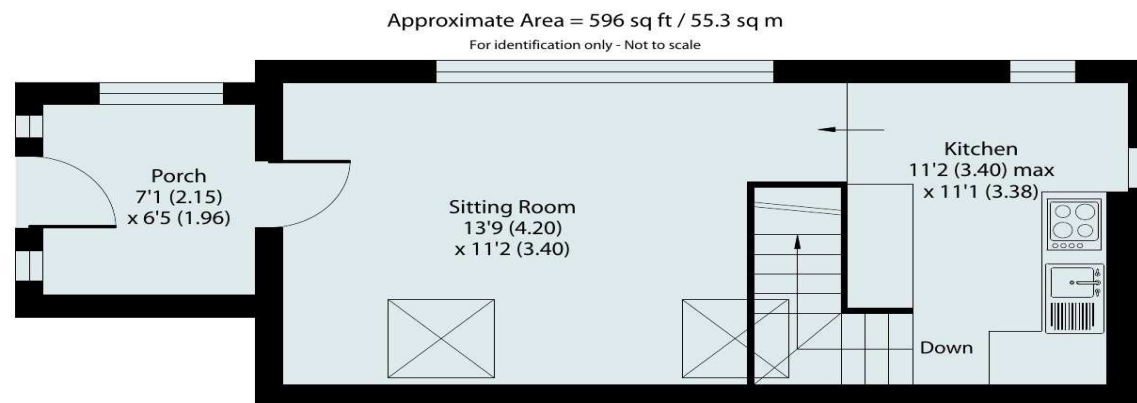 Approximate Area = 596 sq ft / 55.3 sq m
For identification only - Not to scale
Porch
7'1 (2.15)
x 6'5 (1.96)
Sitting Room
13'9 (4.20)
x 11'2 (3.40)
Kitchen
11'2 (3.40) max
x 11'1 (3.38)
Down